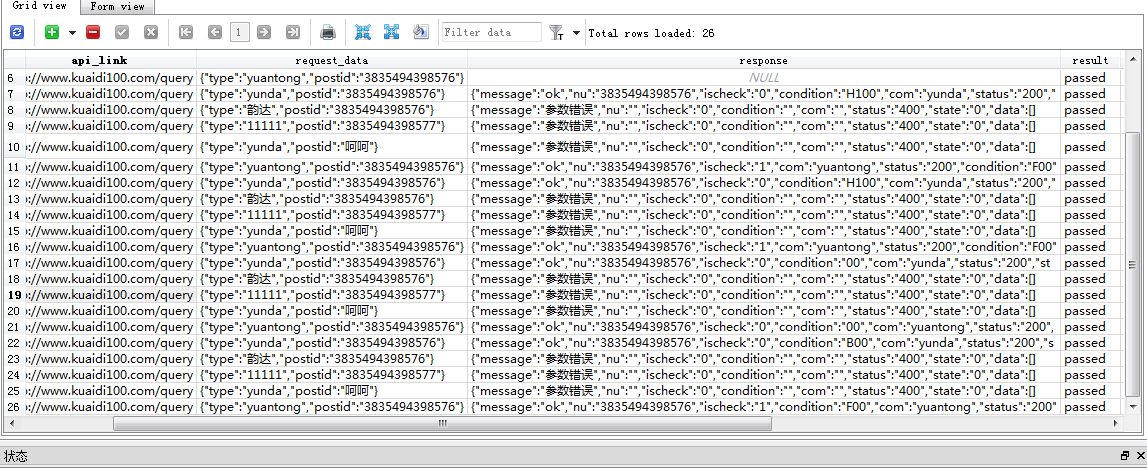 Grid view Form view
1 Filter data Total rows loaded: 26
api_link request_data response result
6 ://www.kuaidi100.com/query {"type":"yuantong","postid":"3835494398576"} NULL passed
7 ://www.kuaidi100.com/query {"type":"yunda","postid":"3835494398576"} {"message":"ok","nu":"3835494398576","ischeck":"0","condition":"H100","com":"yunda","status":"200"," passed
8 ://www.kuaidi100.com/query {"type":"韵达","postid":"3835494398576"} {"message":"参数错误","nu":"","ischeck":"0","condition":"","com":"","status":"400","state":"0","data":[] passed
9 ://www.kuaidi100.com/query {"type":"11111","postid":"3835494398577"} {"message":"参数错误","nu":"","ischeck":"0","condition":"","com":"","status":"400","state":"0","data":[] passed
10 ://www.kuaidi100.com/query {"type":"yunda","postid":"呵呵"} {"message":"参数错误","nu":"","ischeck":"0","condition":"","com":"","status":"400","state":"0","data":[] passed
11 ://www.kuaidi100.com/query {"type":"yuantong","postid":"3835494398576"} {"message":"ok","nu":"3835494398576","ischeck":"1","com":"yuantong","status":"200","condition":"F00" passed
12 ://www.kuaidi100.com/query {"type":"yunda","postid":"3835494398576"} {"message":"ok","nu":"3835494398576","ischeck":"0","condition":"H100","com":"yunda","status":"200"," passed
13 ://www.kuaidi100.com/query {"type":"韵达","postid":"3835494398576"} {"message":"参数错误","nu":"","ischeck":"0","condition":"","com":"","status":"400","state":"0","data":[] passed
14 ://www.kuaidi100.com/query {"type":"11111","postid":"3835494398577"} {"message":"参数错误","nu":"","ischeck":"0","condition":"","com":"","status":"400","state":"0","data":[] passed
15 ://www.kuaidi100.com/query {"type":"yunda","postid":"呵呵"} {"message":"参数错误","nu":"","ischeck":"0","condition":"","com":"","status":"400","state":"0","data":[] passed
16 ://www.kuaidi100.com/query {"type":"yuantong","postid":"3835494398576"} {"message":"ok","nu":"3835494398576","ischeck":"1","com":"yuantong","status":"200","condition":"F00" passed
17 ://www.kuaidi100.com/query {"type":"yunda","postid":"3835494398576"} {"message":"ok","nu":"3835494398576","ischeck":"0","condition":"00","com":"yunda","status":"200","st passed
18 ://www.kuaidi100.com/query {"type":"韵达","postid":"3835494398576"} {"message":"参数错误","nu":"","ischeck":"0","condition":"","com":"","status":"400","state":"0","data":[] passed
19 ://www.kuaidi100.com/query {"type":"11111","postid":"3835494398577"} {"message":"参数错误","nu":"","ischeck":"0","condition":"","com":"","status":"400","state":"0","data":[] passed
20 ://www.kuaidi100.com/query {"type":"yunda","postid":"呵呵"} {"message":"参数错误","nu":"","ischeck":"0","condition":"","com":"","status":"400","state":"0","data":[] passed
21 ://www.kuaidi100.com/query {"type":"yuantong","postid":"3835494398576"} {"message":"ok","nu":"3835494398576","ischeck":"0","condition":"00","com":"yuantong","status":"200", passed
22 ://www.kuaidi100.com/query {"type":"yunda","postid":"3835494398576"} {"message":"ok","nu":"3835494398576","ischeck":"0","condition":"B00","com":"yunda","status":"200","s passed
23 ://www.kuaidi100.com/query {"type":"韵达","postid":"3835494398576"} {"message":"参数错误","nu":"","ischeck":"0","condition":"","com":"","status":"400","state":"0","data":[] passed
24 ://www.kuaidi100.com/query {"type":"11111","postid":"3835494398577"} {"message":"参数错误","nu":"","ischeck":"0","condition":"","com":"","status":"400","state":"0","data":[] passed
25 ://www.kuaidi100.com/query {"type":"yunda","postid":"呵呵"} {"message":"参数错误","nu":"","ischeck":"0","condition":"","com":"","status":"400","state":"0","data":[] passed
26 ://www.kuaidi100.com/query {"type":"yuantong","postid":"3835494398576"} {"message":"ok","nu":"3835494398576","ischeck":"1","condition":"F00","com":"yuantong","status":"200" passed
状态